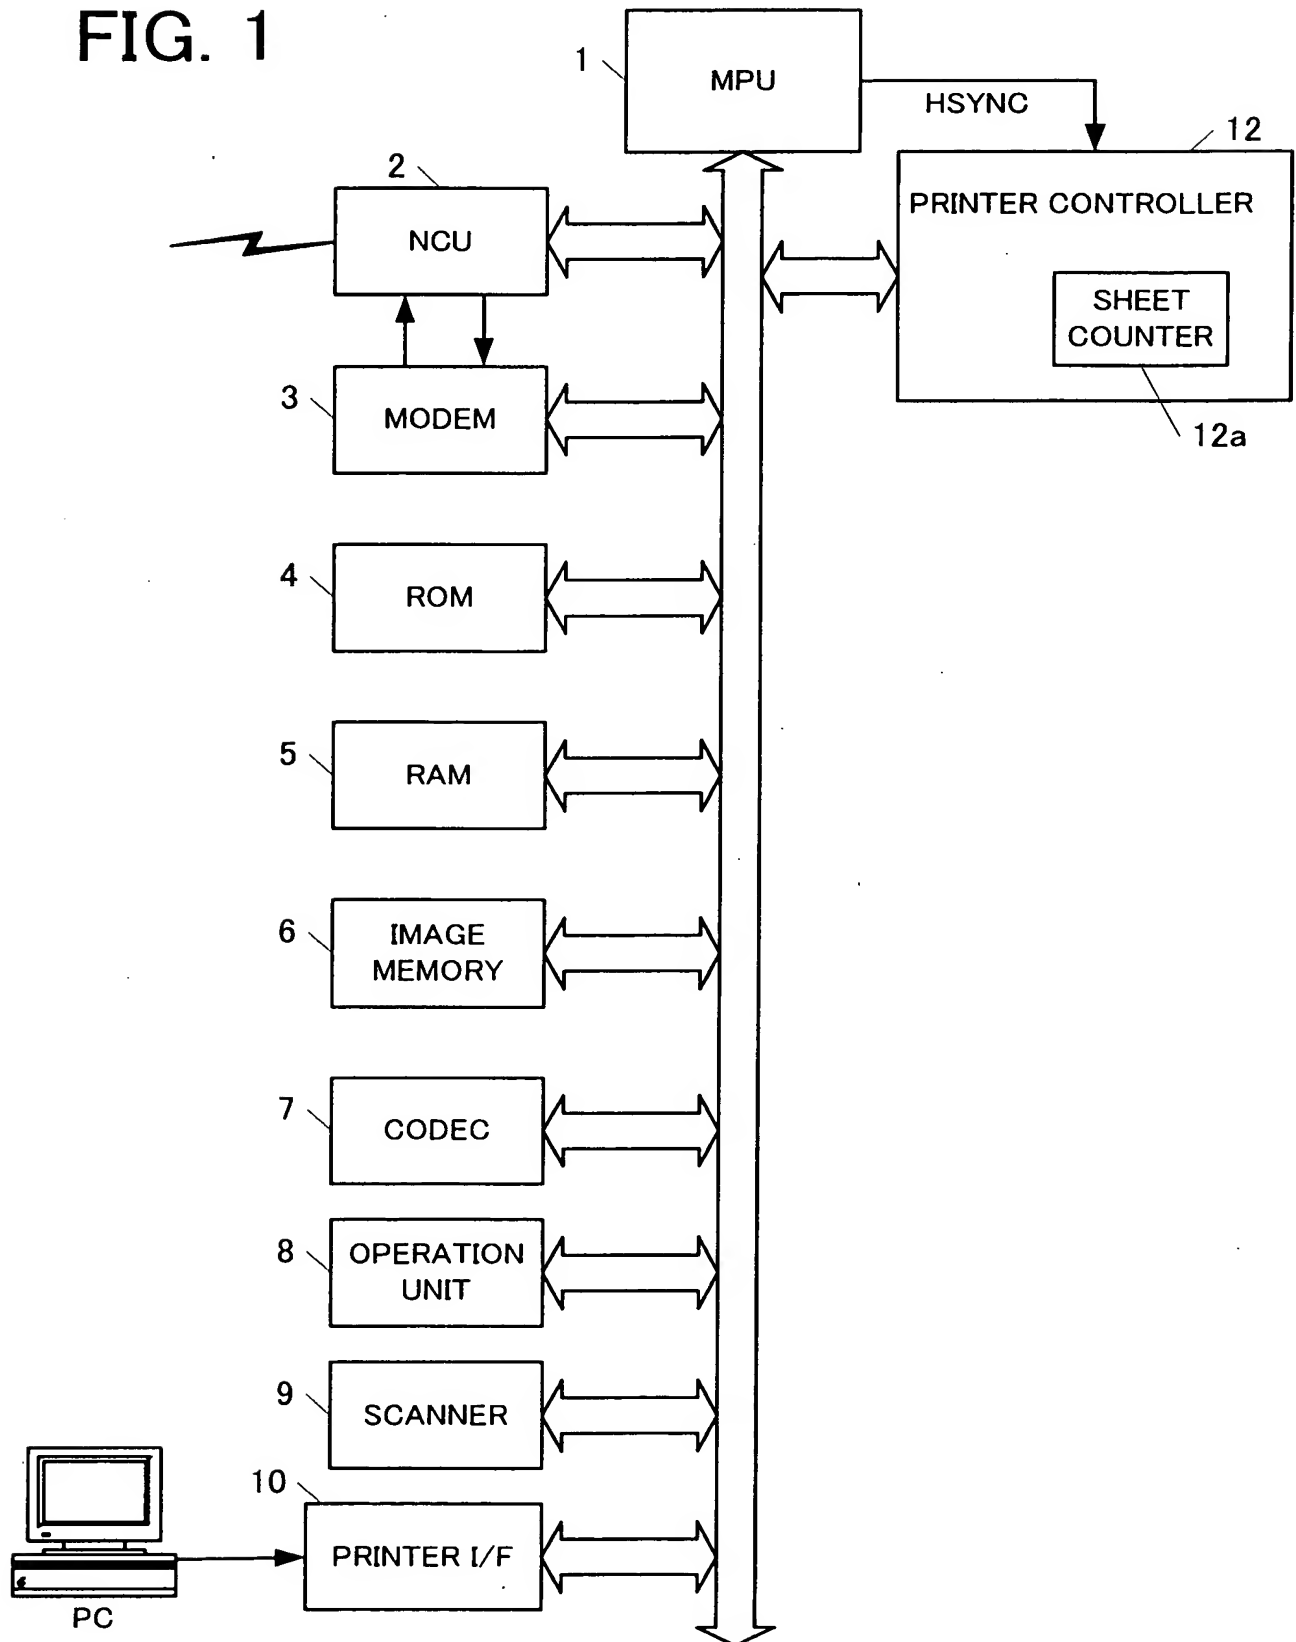 FIG. 1
1
MPU
HSYNC
12
PRINTER CONTROLLER
SHEET
COUNTER
12a
2
NCU
3
MODEM
4
ROM
5
RAM
6
IMAGE
MEMORY
7
CODEC
8
OPERATION
UNIT
9
SCANNER
10
PRINTER I/F
PC